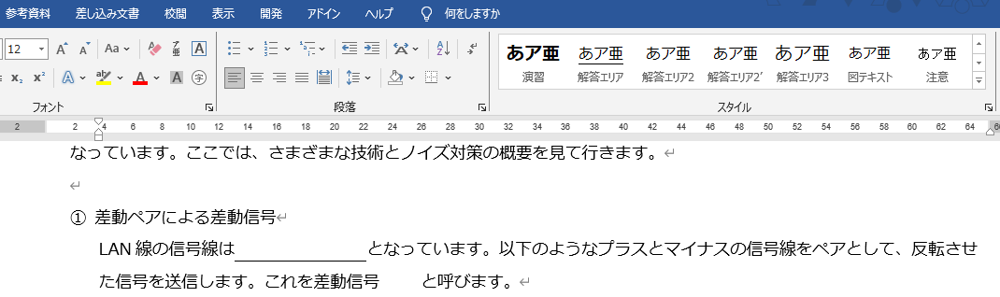 参考資料 差し込み文書 校閲 表示 開発 アドイン ヘルプ 何をしますか
12 A A Aa ア亜 A あア亜 あア亜 あア亜 あア亜 あア亜 あア亜 あア亜
x₂ x² A ab A A 字 演習 解答エリア 解答エリア2 解答エリア2’ 解答エリア3 図テキスト 注意
フォント 段落 スタイル
2 2 4 6 8 10 12 14 16 18 20 22 24 26 28 30 32 34 36 38 40 42 44 46 48 50 52 54 56 58 60 62 64 66
なっています。ここでは、さまざまな技術とノイズ対策の概要を見て行きます。
① 差動ペアによる差動信号
LAN 線の信号線は となっています。以下のようなプラスとマイナスの信号線をペアとして、反転させ
た信号を送信します。これを差動信号 と呼びます。